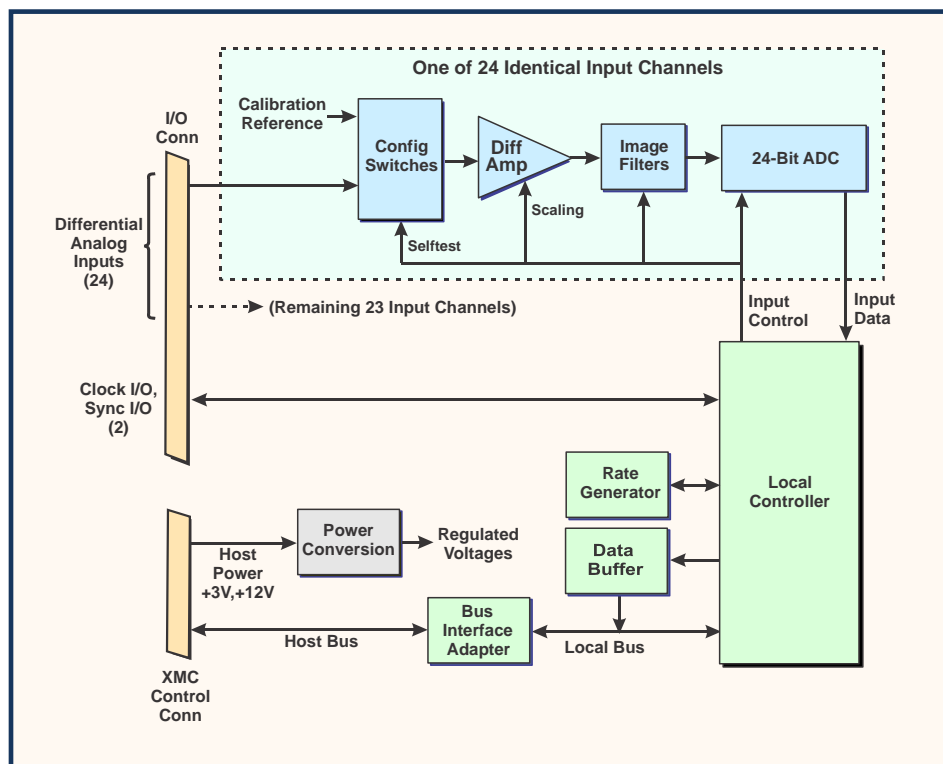 One of 24 Identical Input Channels
Calibration
Reference
I/O
Conn
Config
Switches
Diff
Amp
Image
Filters
24-Bit ADC
Scaling
Selftest
Differential
Analog
Inputs
(24)
(Remaining 23 Input Channels)
Input
Control
Input
Data
Clock I/O,
Sync I/O
(2)
Rate
Generator
Local
Controller
Power
Conversion
Regulated
Voltages
Data
Buffer
Host
Power
+3V,+12V
Bus
Interface
Adapter
Host Bus
Local Bus
XMC
Control
Conn